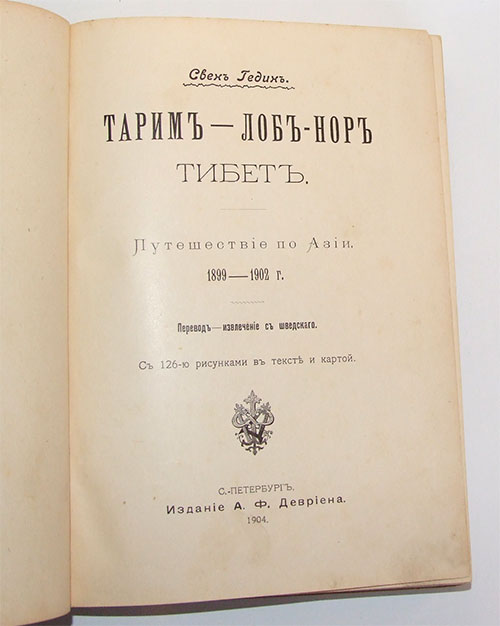 Свенъ Гединъ.
ТАРИМЪ — ЛОБЪ-НОРЪ
ТИБЕТЪ.
Путешествіе по Азіи.
1899 — 1902 г.
Переводъ — извлеченіе съ шведскаго.
Съ 126-ю рисунками въ текстѣ и картой.
С.-ПЕТЕРБУРГЪ.
Изданіе А. Ф. Девріена.
1904.